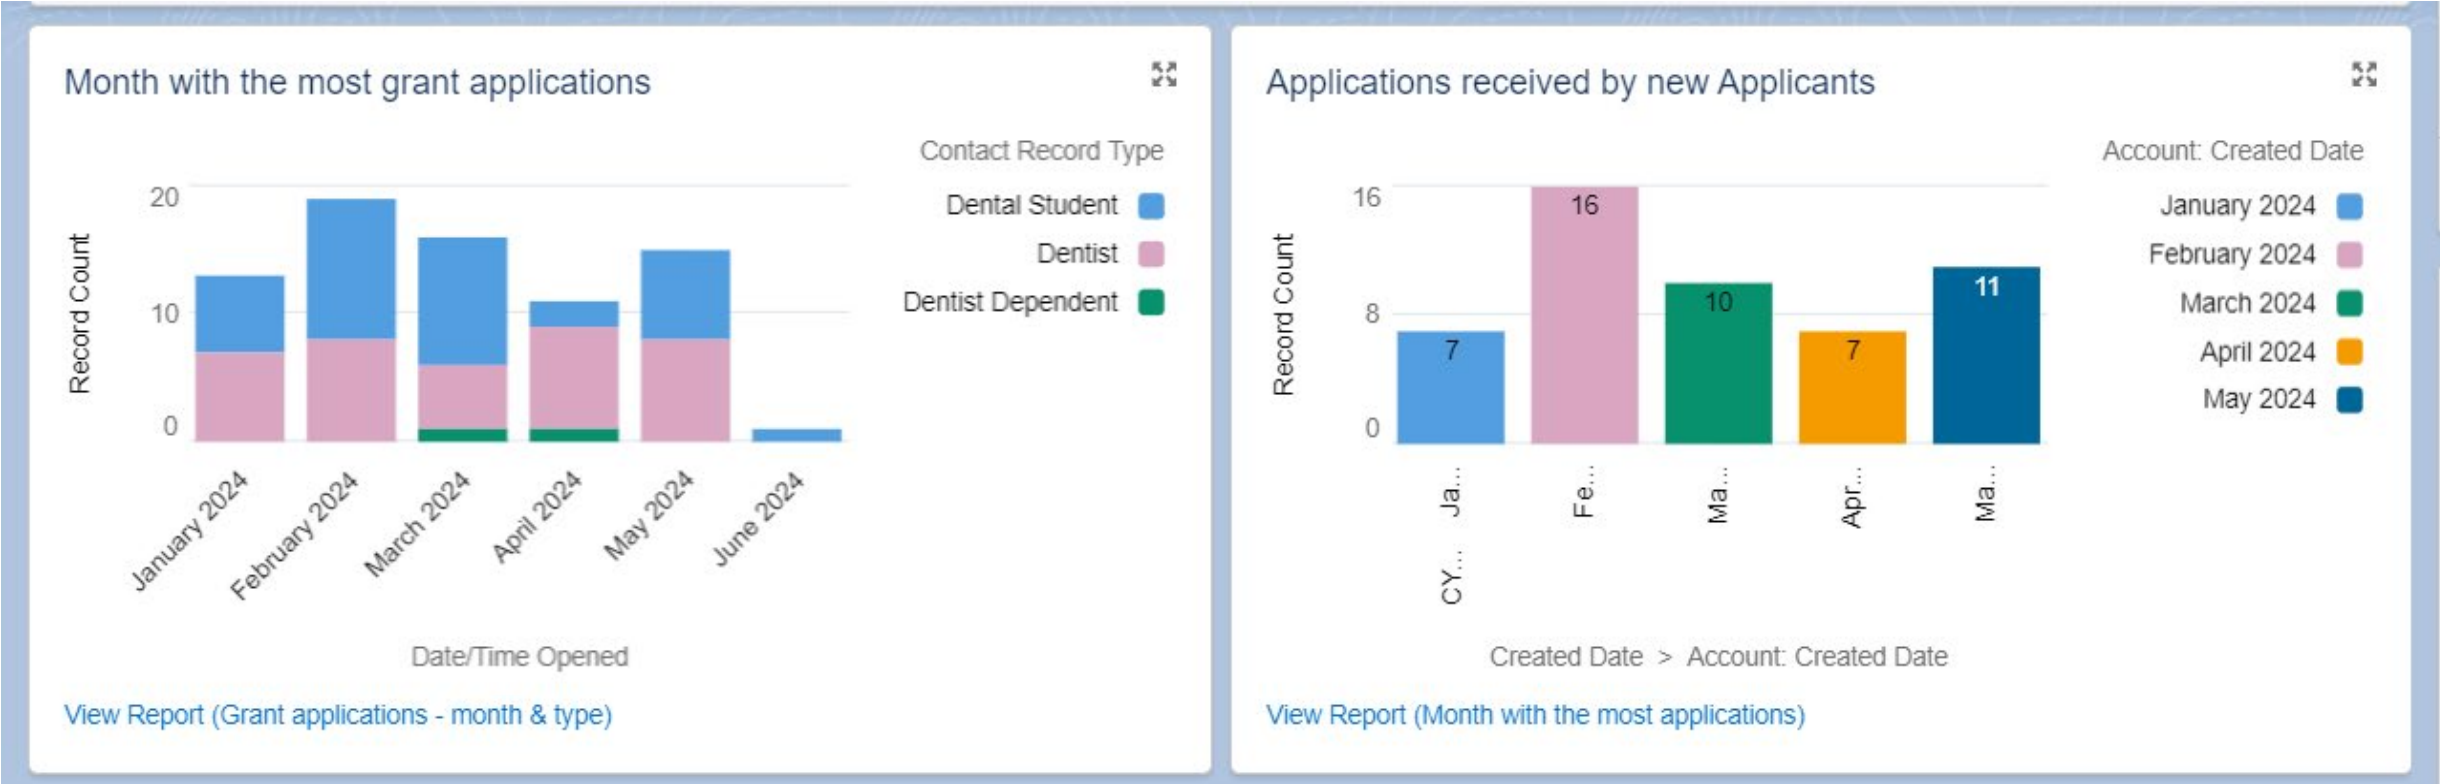 Month with the most grant applications
Contact Record Type
Dental Student
Dentist
Dentist Dependent
Record Count
20
10
0
January 2024
February 2024
March 2024
April 2024
May 2024
June 2024
Date/Time Opened
View Report (Grant applications - month & type)
Applications received by new Applicants
Account: Created Date
January 2024
February 2024
March 2024
April 2024
May 2024
Record Count
16
8
0
7
16
10
7
11
Ja...
Fe...
Ma...
Apr...
Ma...
CY...
Created Date > Account: Created Date
View Report (Month with the most applications)